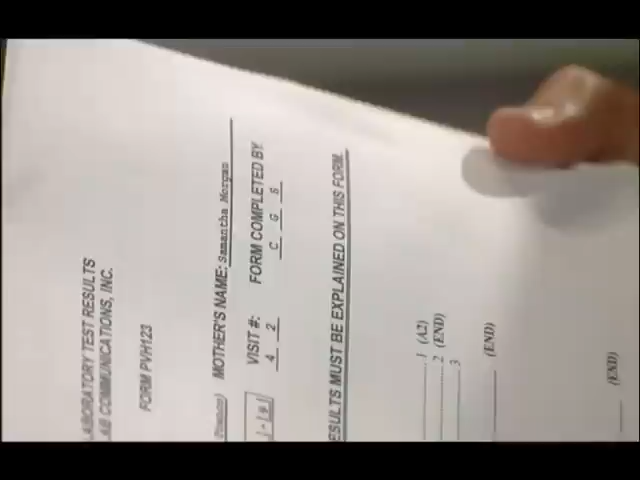 LABORATORY TEST RESULTS
LAB COMMUNICATIONS, INC.
FORM PVH123
MOTHER'S NAME: Samantha Morgan
VISIT #: FORM COMPLETED BY:
4 2 C G S
RESULTS MUST BE EXPLAINED ON THIS FORM.
1 (A2)
2 (END)
3
(END)
(END)